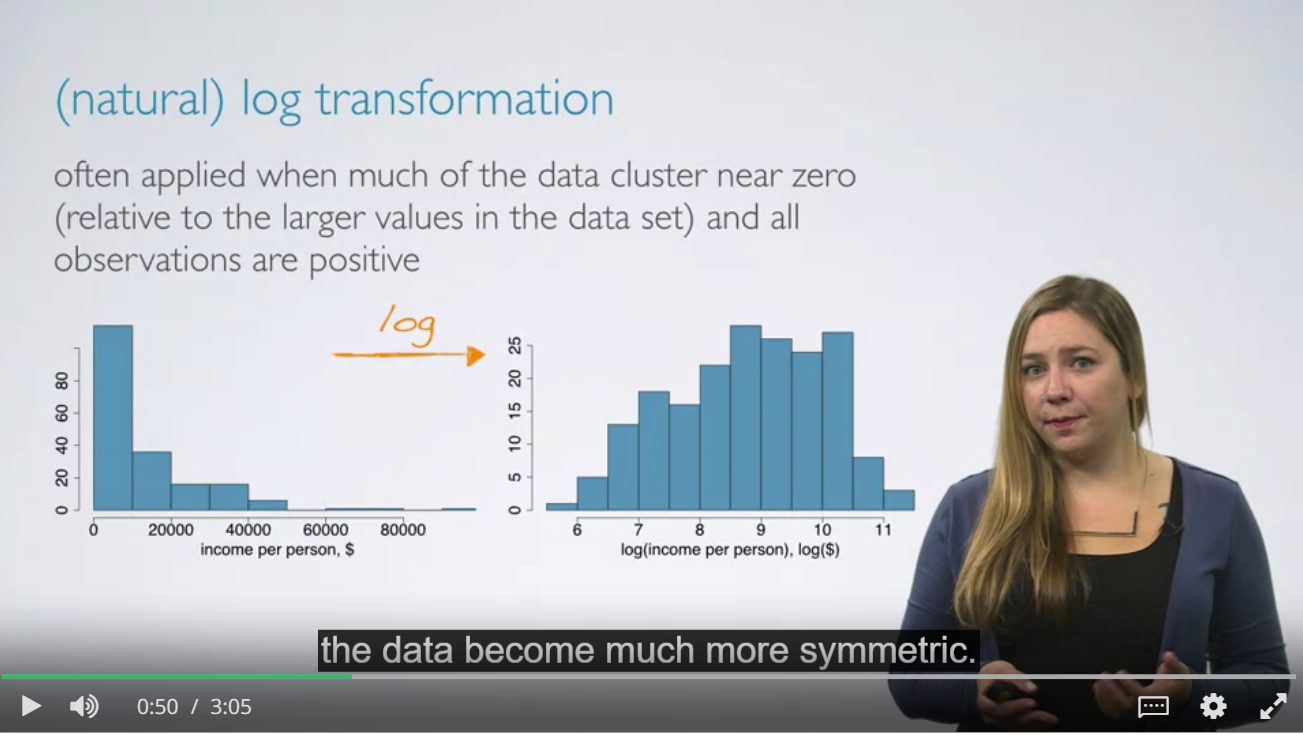 (natural) log transformation
often applied when much of the data cluster near zero
(relative to the larger values in the data set) and all
observations are positive
log
80
60
40
20
0
0 20000 40000 60000 80000
income per person, $
25
20
15
10
5
0
6 7 8 9 10 11
log(income per person), log($)
the data become much more symmetric.
0:50 / 3:05